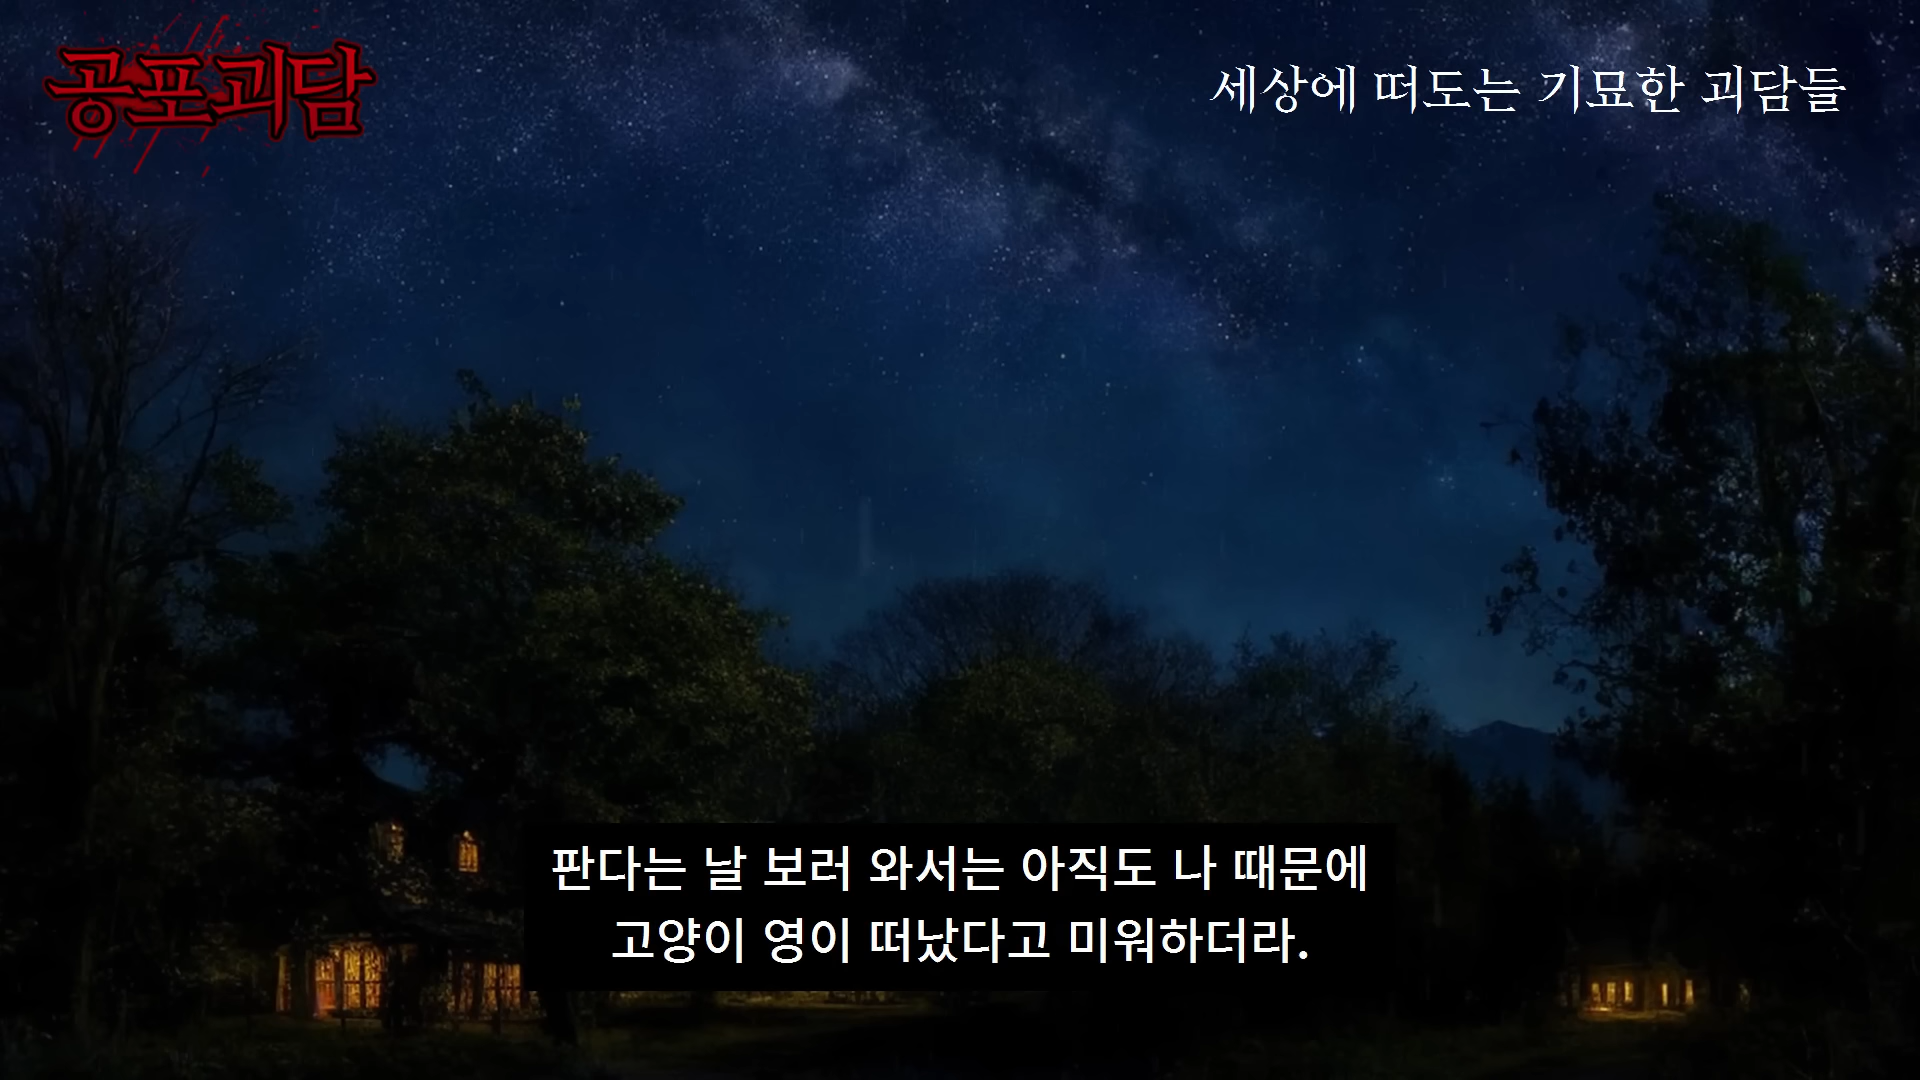 공포괴담
세상에 떠도는 기묘한 괴담들
판다는 날 보러 와서는 아직도 나 때문에
고양이 영이 떠났다고 미워하더라.